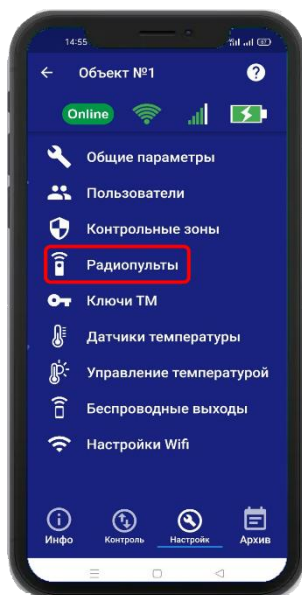 14:55
Объект №1
?
Online
Общие параметры
Пользователи
Контрольные зоны
Радиопульты
Ключи ТМ
Датчики температуры
Управление температурой
Беспроводные выходы
Настройки Wifi
Инфо Контроль Настройк Архив